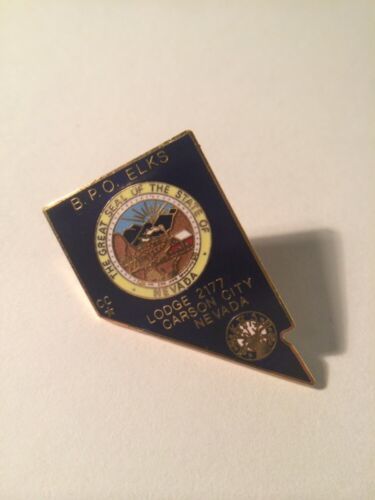 B.P.O. ELKS
THE GREAT SEAL OF THE STATE OF NEVADA
CC
LODGE 2177
CARSON CITY
NEVADA